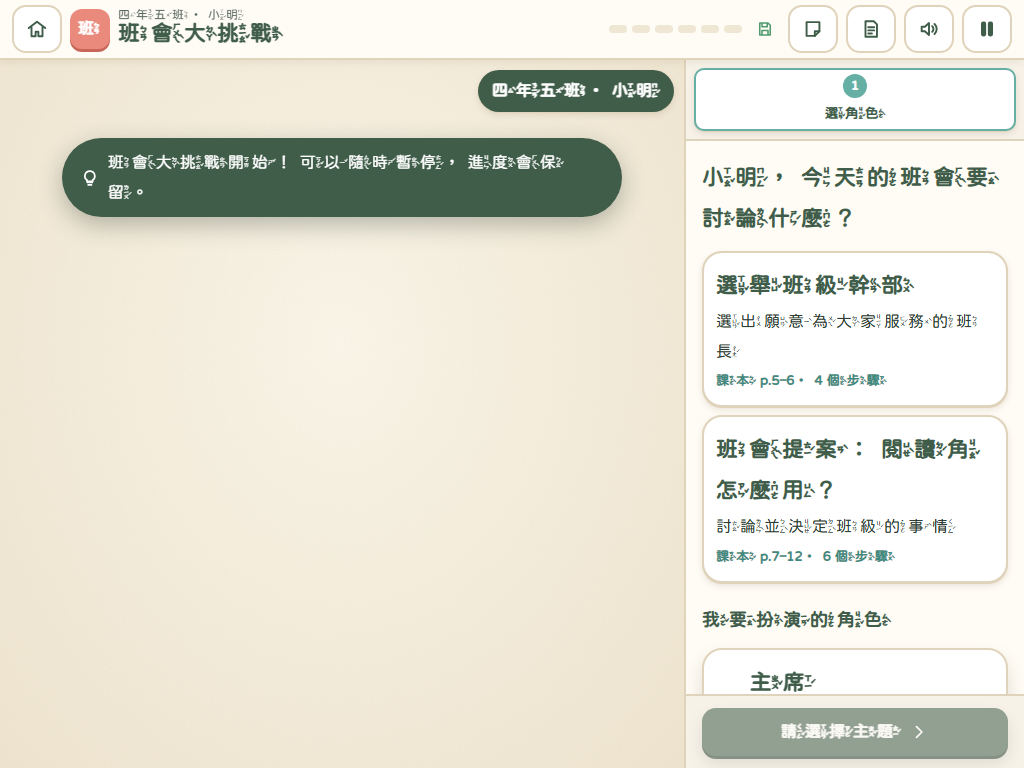 班
四年五班・小明
班會大挑戰
四年五班・小明
班會大挑戰開始！可以隨時暫停，進度會保
留。
1
選角色
小明，今天的班會要
討論什麼？
選舉班級幹部
選出願意為大家服務的班
長
課本 p.5–6・4 個步驟
班會提案：閱讀角
怎麼用？
討論並決定班級的事情
課本 p.7–12・6 個步驟
我要扮演的角色
主席
請選擇主題